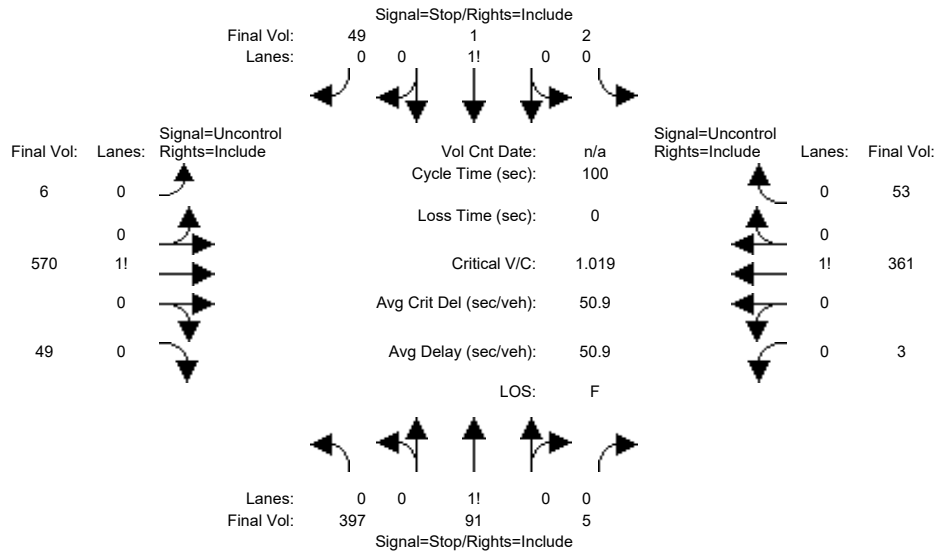 Signal=Stop/Rights=Include
Final Vol: 49 1 2
Lanes: 0 0 1! 0 0
Signal=Uncontrol Signal=Uncontrol
Final Vol: Lanes: Rights=Include Vol Cnt Date: n/a Rights=Include Lanes: Final Vol:
Cycle Time (sec): 100
6 0 0 53
Loss Time (sec): 0
0 0
570 1! Critical V/C: 1.019 1! 361
0 Avg Crit Del (sec/veh): 50.9 0
49 0 Avg Delay (sec/veh): 50.9 0 3
LOS: F
Lanes: 0 0 1! 0 0
Final Vol: 397 91 5
Signal=Stop/Rights=Include